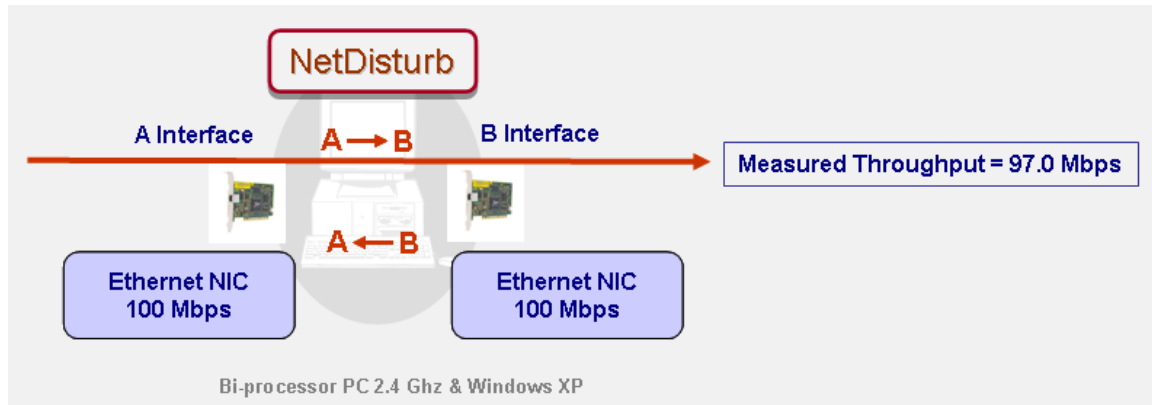 NetDisturb
A Interface
A → B
B Interface
Measured Throughput = 97.0 Mbps
A ← B
Ethernet NIC
100 Mbps
Ethernet NIC
100 Mbps
Bi-processor PC 2.4 Ghz & Windows XP